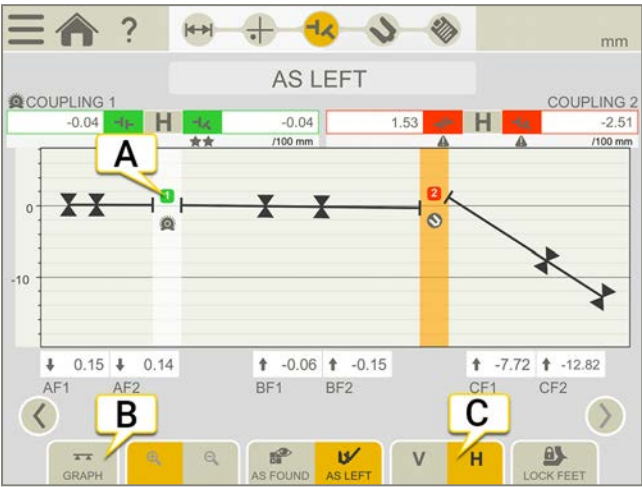 ?
mm
AS LEFT
COUPLING 1
COUPLING 2
-0.04 H -0.04
1.53 H -2.51
/100 mm
/100 mm
A
1
2
0
-10
0.15 0.14 -0.06 -0.15 -7.72 -12.82
AF1 AF2 BF1 BF2 CF1 CF2
B
C
GRAPH
AS FOUND
AS LEFT
V
H
LOCK FEET